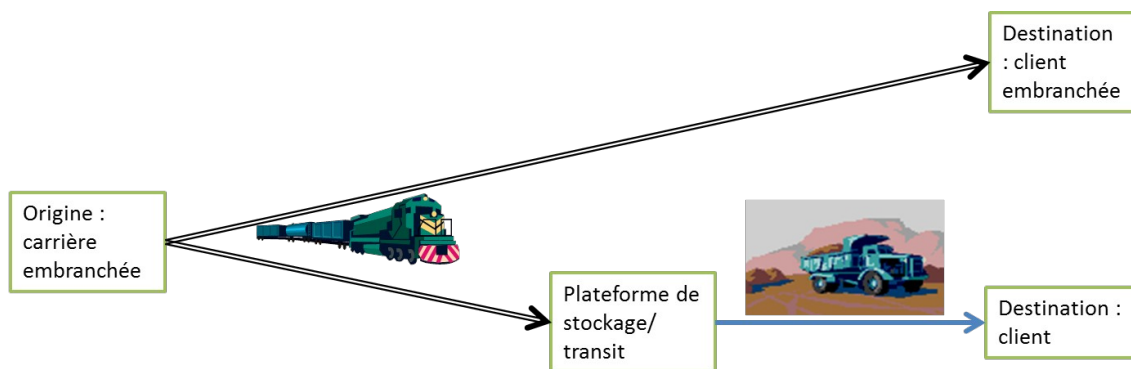 Destination
: client
embranchée
Origine :
carrière
embranchée
Plateforme de
stockage/
transit
Destination :
client